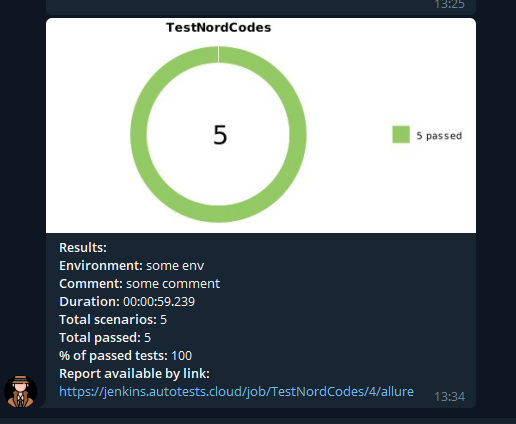 13:25
TestNordCodes
5
5 passed
Results:
Environment: some env
Comment: some comment
Duration: 00:00:59.239
Total scenarios: 5
Total passed: 5
% of passed tests: 100
Report available by link:
https://jenkins.autotests.cloud/job/TestNordCodes/4/allure
13:34